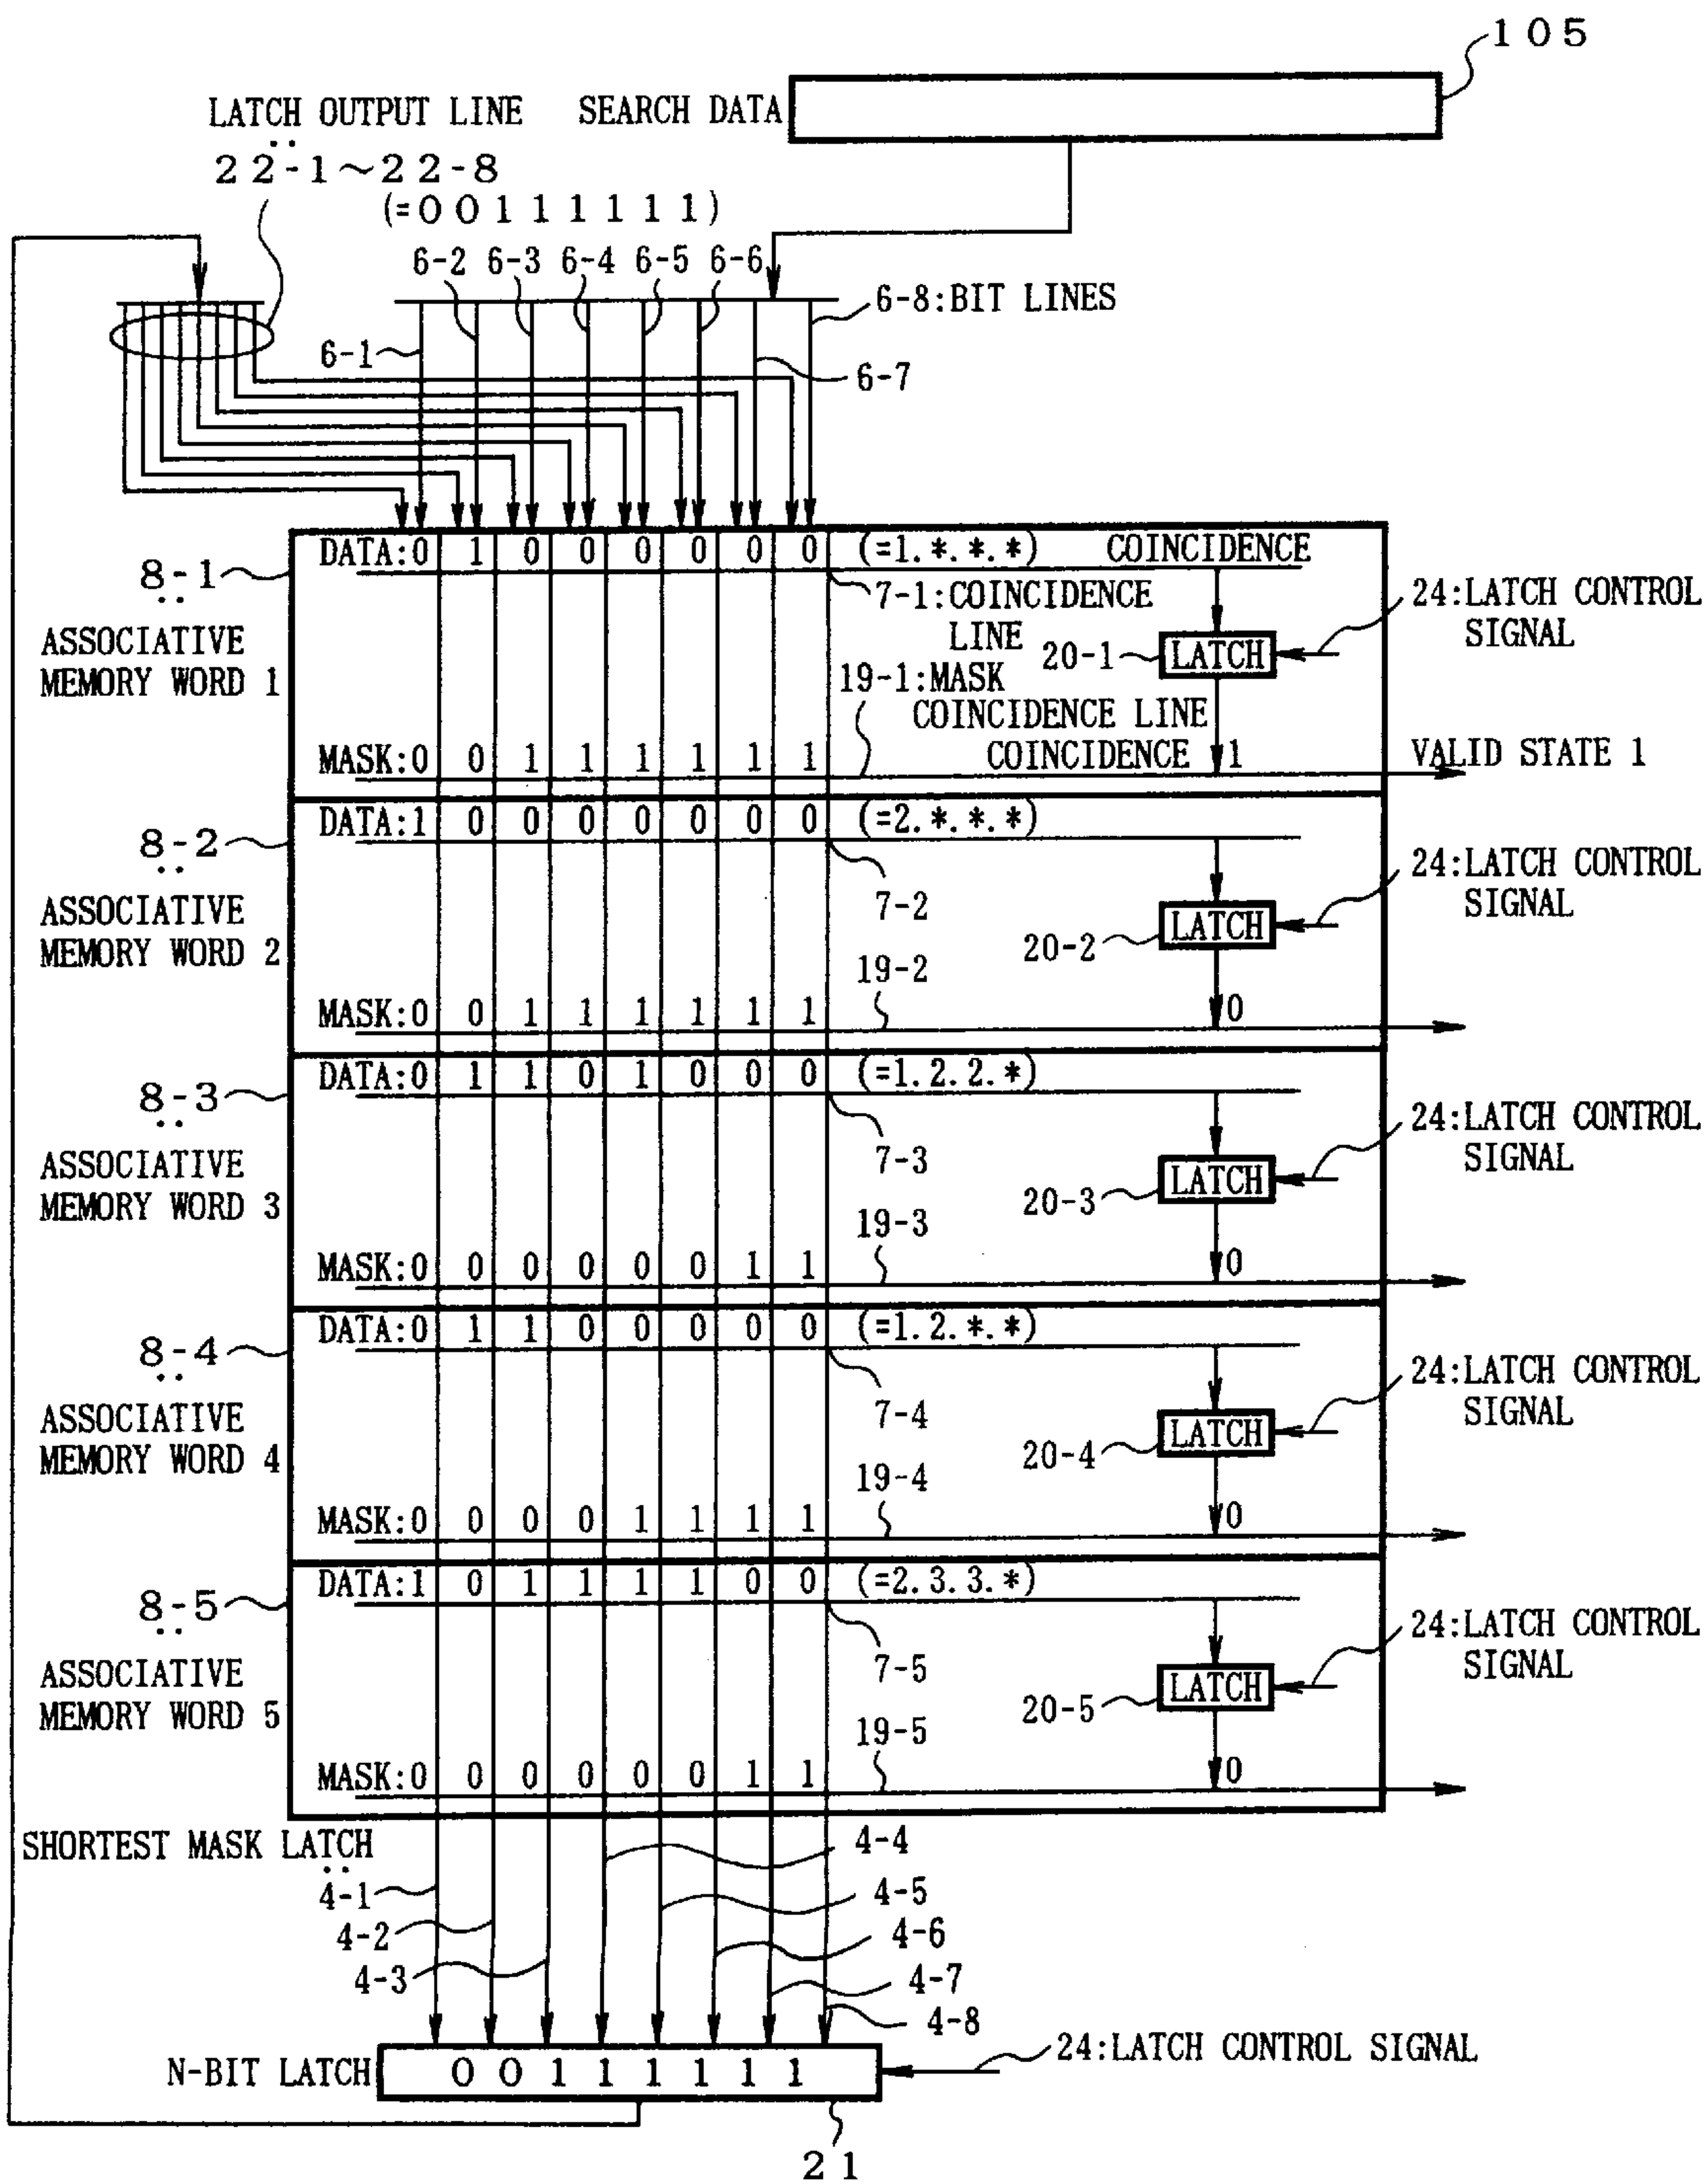 105
LATCH OUTPUT LINE
SEARCH DATA
22-1~22-8
(=00111111)
6-2 6-3 6-4 6-5 6-6
6-8:BIT LINES
6-1
6-7
DATA:0 1 0 0 0 0 0 0 (=1.*.*.*) COINCIDENCE
8-1
7-1:COINCIDENCE
LINE
24:LATCH CONTROL
SIGNAL
ASSOCIATIVE
MEMORY WORD 1
20-1
LATCH
19-1:MASK
COINCIDENCE LINE
COINCIDENCE 1
MASK:0 0 1 1 1 1 1 1
VALID STATE 1
DATA:1 0 0 0 0 0 0 0 (=2.*.*.*)
8-2
24:LATCH CONTROL
SIGNAL
7-2
ASSOCIATIVE
MEMORY WORD 2
20-2
LATCH
19-2
MASK:0 0 1 1 1 1 1 1
0
DATA:0 1 1 0 1 0 0 0 (=1.2.2.*)
8-3
24:LATCH CONTROL
SIGNAL
7-3
ASSOCIATIVE
MEMORY WORD 3
20-3
LATCH
19-3
MASK:0 0 0 0 0 0 1 1
0
DATA:0 1 1 0 0 0 0 0 (=1.2.*.*)
8-4
24:LATCH CONTROL
SIGNAL
7-4
ASSOCIATIVE
MEMORY WORD 4
20-4
LATCH
19-4
MASK:0 0 0 0 1 1 1 1
0
DATA:1 0 1 1 1 1 0 0 (=2.3.3.*)
8-5
24:LATCH CONTROL
SIGNAL
7-5
ASSOCIATIVE
MEMORY WORD 5
20-5
LATCH
19-5
MASK:0 0 0 0 0 0 1 1
0
SHORTEST MASK LATCH
4-4
4-1
4-5
4-2
4-6
4-3
4-7
4-8
N-BIT LATCH
0 0 1 1 1 1 1 1
24:LATCH CONTROL SIGNAL
21